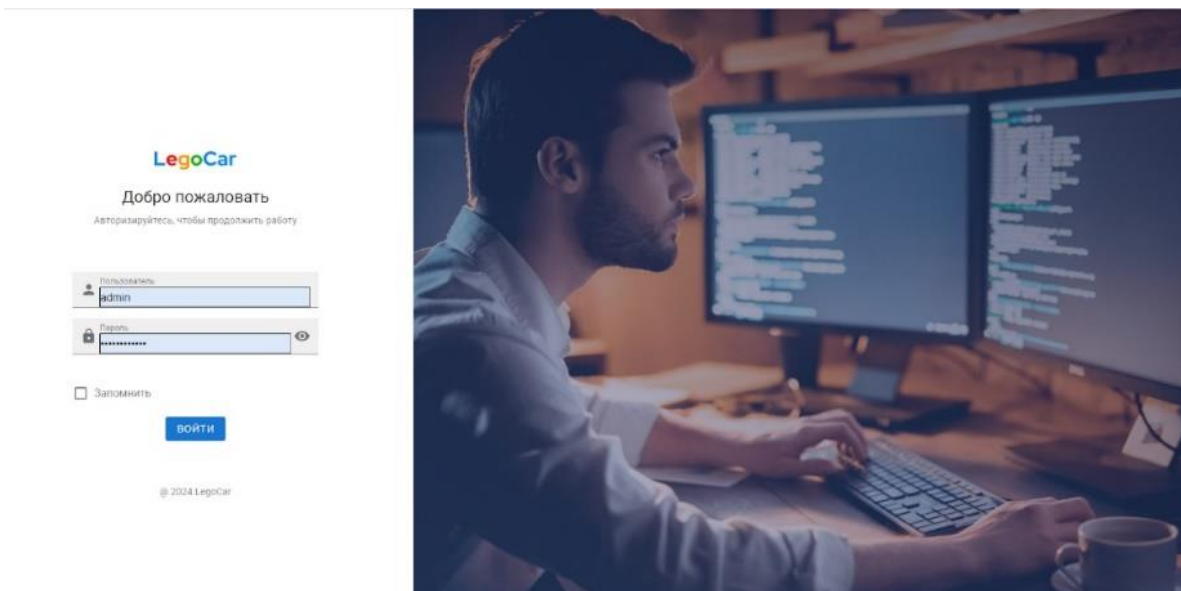 LegoCar
Добро пожаловать
Авторизируйтесь, чтобы продолжить работу
Пользователь
admin
Пароль
••••••••••••
Запомнить
ВОЙТИ
@ 2024 LegoCar